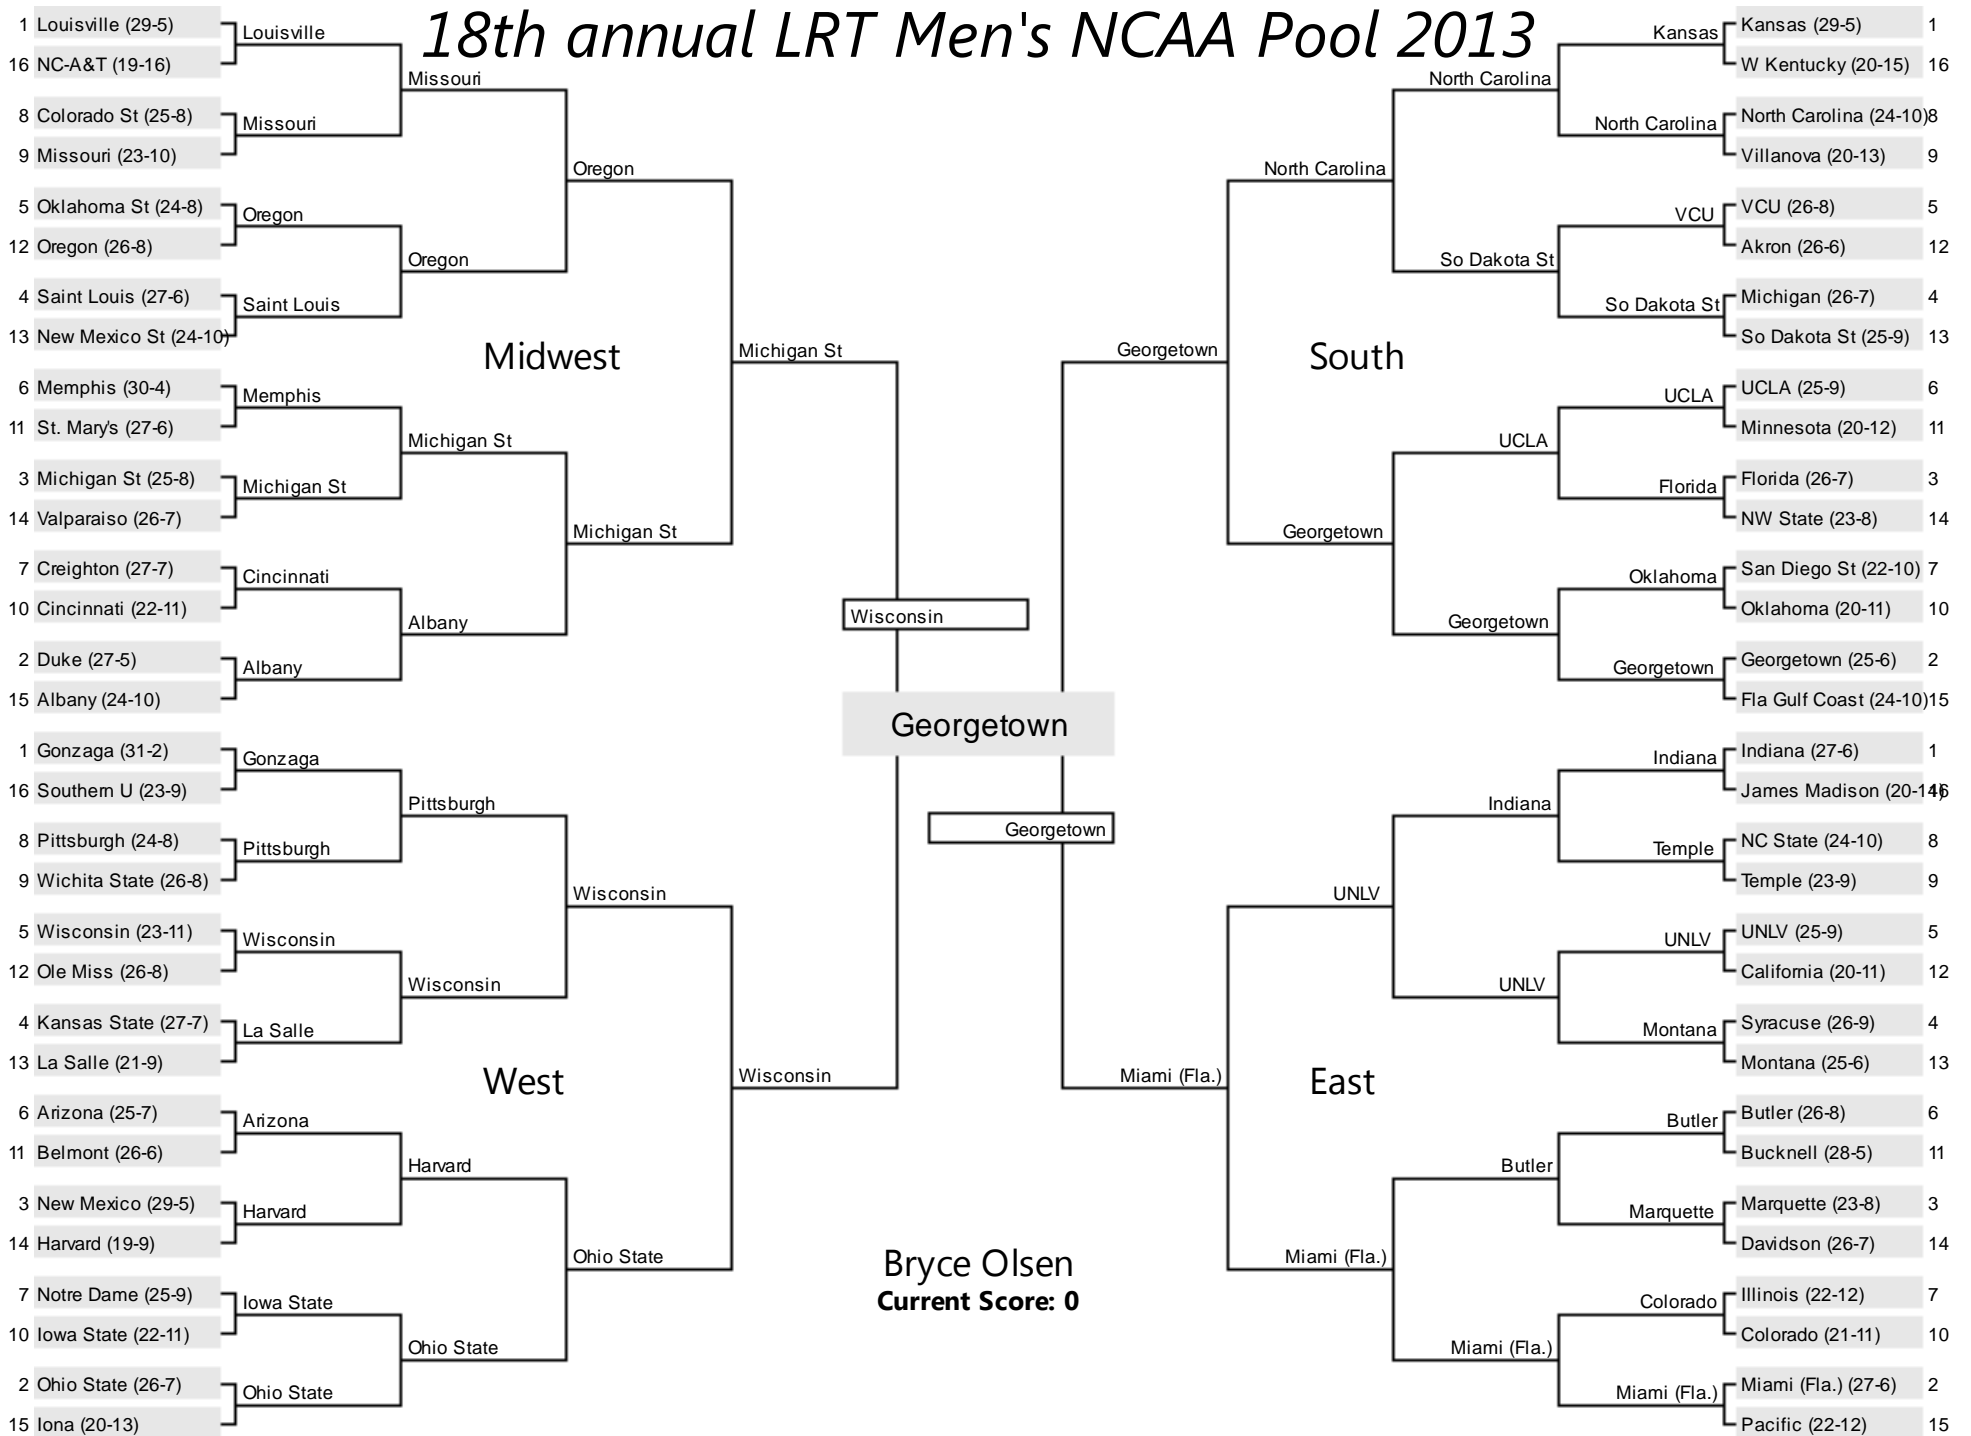 18th annual LRT Men's NCAA Pool 2013
1 Louisville (29-5)
16 NC-A&T (19-16)
8 Colorado St (25-8)
9 Missouri (23-10)
5 Oklahoma St (24-8)
12 Oregon (26-8)
4 Saint Louis (27-6)
13 New Mexico St (24-10)
6 Memphis (30-4)
11 St. Mary's (27-6)
3 Michigan St (25-8)
14 Valparaiso (26-7)
7 Creighton (27-7)
10 Cincinnati (22-11)
2 Duke (27-5)
15 Albany (24-10)
1 Gonzaga (31-2)
16 Southern U (23-9)
8 Pittsburgh (24-8)
9 Wichita State (26-8)
5 Wisconsin (23-11)
12 Ole Miss (26-8)
4 Kansas State (27-7)
13 La Salle (21-9)
6 Arizona (25-7)
11 Belmont (26-6)
3 New Mexico (29-5)
14 Harvard (19-9)
7 Notre Dame (25-9)
10 Iowa State (22-11)
2 Ohio State (26-7)
15 Iona (20-13)
Louisville
Missouri
Oregon
Saint Louis
Memphis
Michigan St
Cincinnati
Albany
Gonzaga
Pittsburgh
Wisconsin
La Salle
Arizona
Harvard
Iowa State
Ohio State
Missouri
Oregon
Michigan St
Albany
Pittsburgh
Wisconsin
Harvard
Ohio State
Oregon
Michigan St
Wisconsin
Ohio State
Midwest
West
Michigan St
Wisconsin
Wisconsin
Georgetown
Georgetown
Bryce Olsen
Current Score: 0
Georgetown
Miami (Fla.)
South
East
North Carolina
Georgetown
UNLV
Miami (Fla.)
North Carolina
So Dakota St
UCLA
Georgetown
Indiana
UNLV
Butler
Miami (Fla.)
Kansas
North Carolina
VCU
So Dakota St
UCLA
Florida
Oklahoma
Georgetown
Indiana
Temple
UNLV
Montana
Butler
Marquette
Colorado
Miami (Fla.)
Kansas (29-5) 1
W Kentucky (20-15) 16
North Carolina (24-10) 8
Villanova (20-13) 9
VCU (26-8) 5
Akron (26-6) 12
Michigan (26-7) 4
So Dakota St (25-9) 13
UCLA (25-9) 6
Minnesota (20-12) 11
Florida (26-7) 3
NW State (23-8) 14
San Diego St (22-10) 7
Oklahoma (20-11) 10
Georgetown (25-6) 2
Fla Gulf Coast (24-10) 15
Indiana (27-6) 1
James Madison (20-14) 16
NC State (24-10) 8
Temple (23-9) 9
UNLV (25-9) 5
California (20-11) 12
Syracuse (26-9) 4
Montana (25-6) 13
Butler (26-8) 6
Bucknell (28-5) 11
Marquette (23-8) 3
Davidson (26-7) 14
Illinois (22-12) 7
Colorado (21-11) 10
Miami (Fla.) (27-6) 2
Pacific (22-12) 15